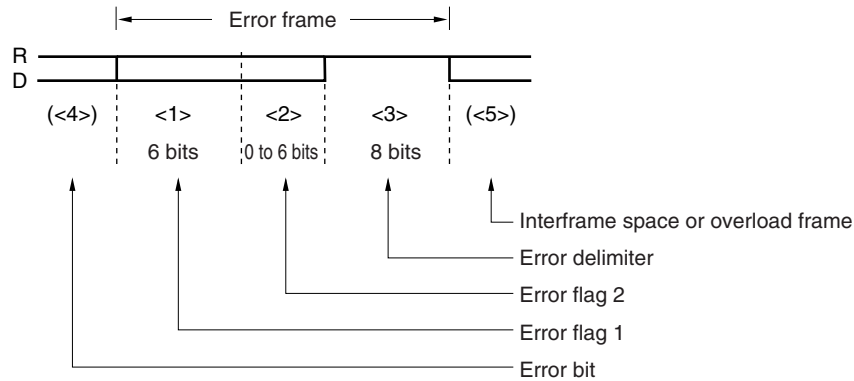 Error frame
R
D
(<4>) <1> <2> <3> (<5>)
6 bits 0 to 6 bits 8 bits
Interframe space or overload frame
Error delimiter
Error flag 2
Error flag 1
Error bit